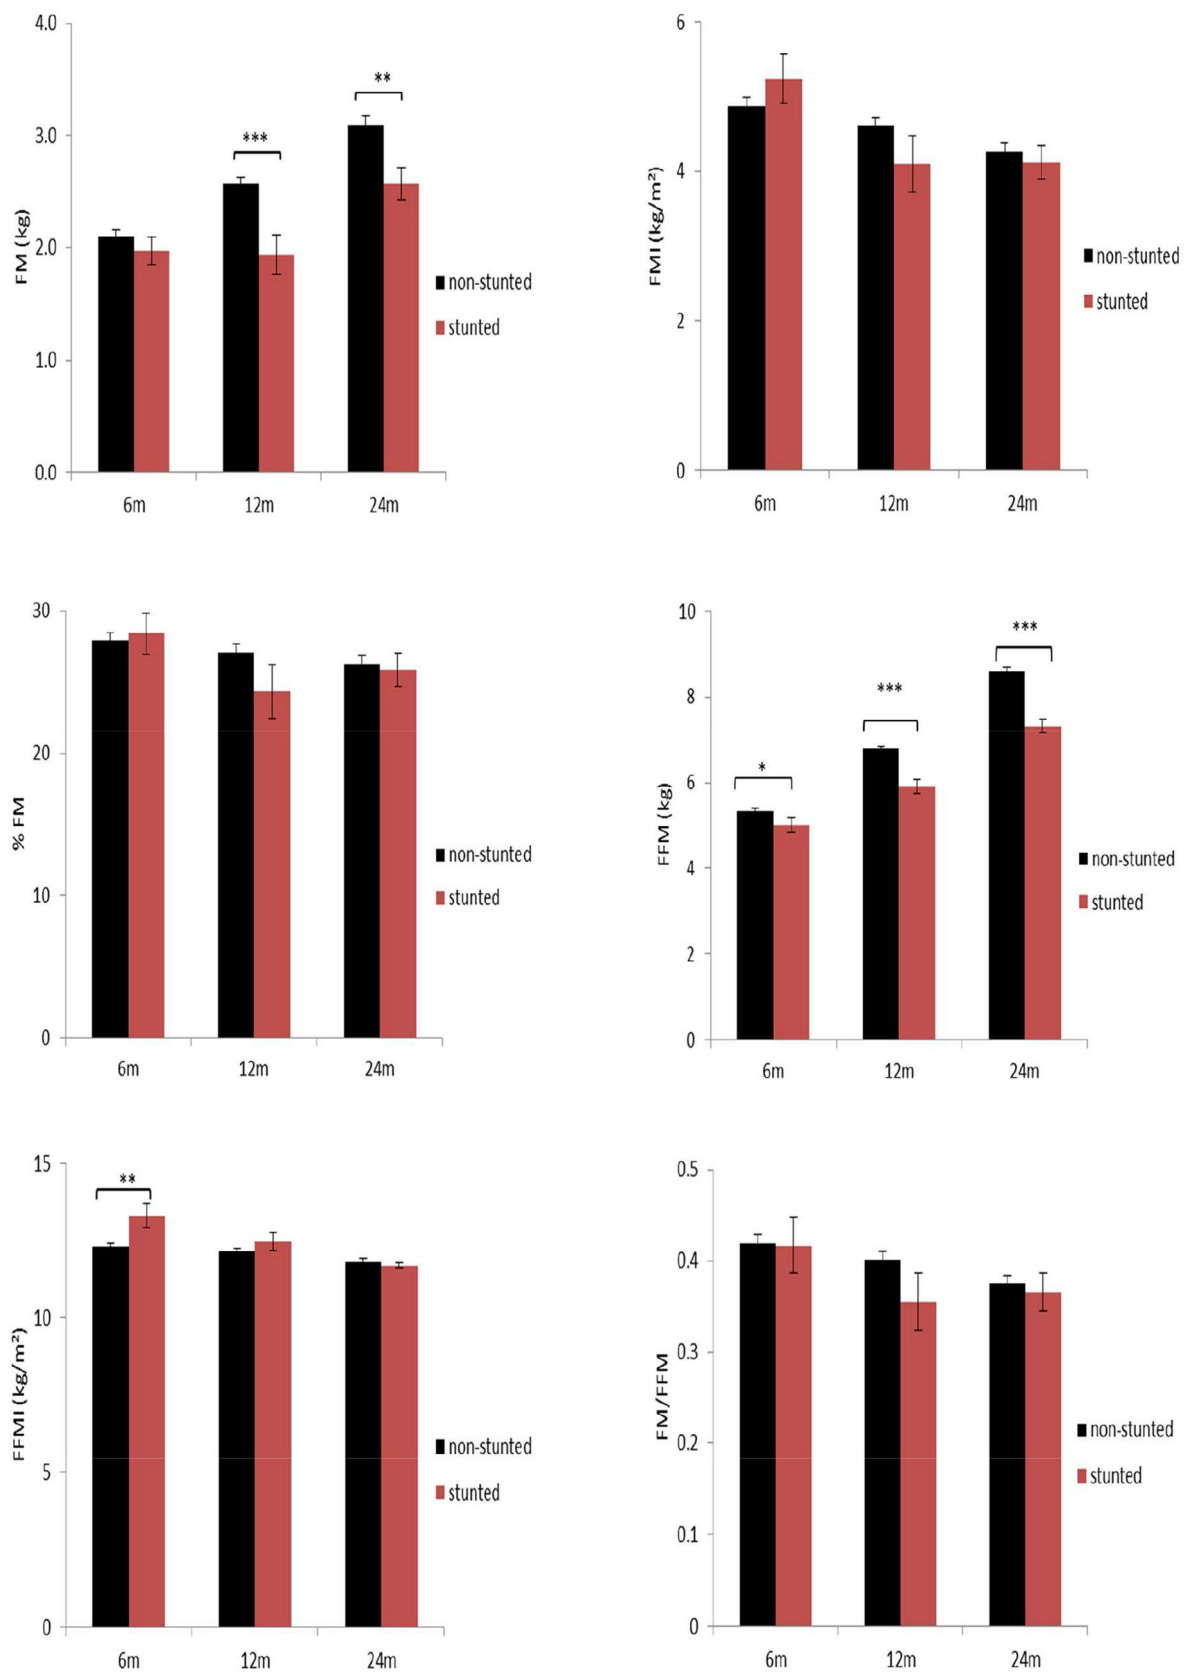 4.0
3.0
2.0
1.0
0.0
FM (kg)
***
**
6m
12m
24m
non-stunted
stunted
6
4
2
0
FMI (kg/m²)
6m
12m
24m
non-stunted
stunted
30
20
10
0
% FM
6m
12m
24m
non-stunted
stunted
10
8
6
4
2
0
FFM (kg)
*
***
***
6m
12m
24m
non-stunted
stunted
15
10
5
0
FFMI (kg/m²)
**
6m
12m
24m
non-stunted
stunted
0.5
0.4
0.3
0.2
0.1
0
FM/FFM
6m
12m
24m
non-stunted
stunted